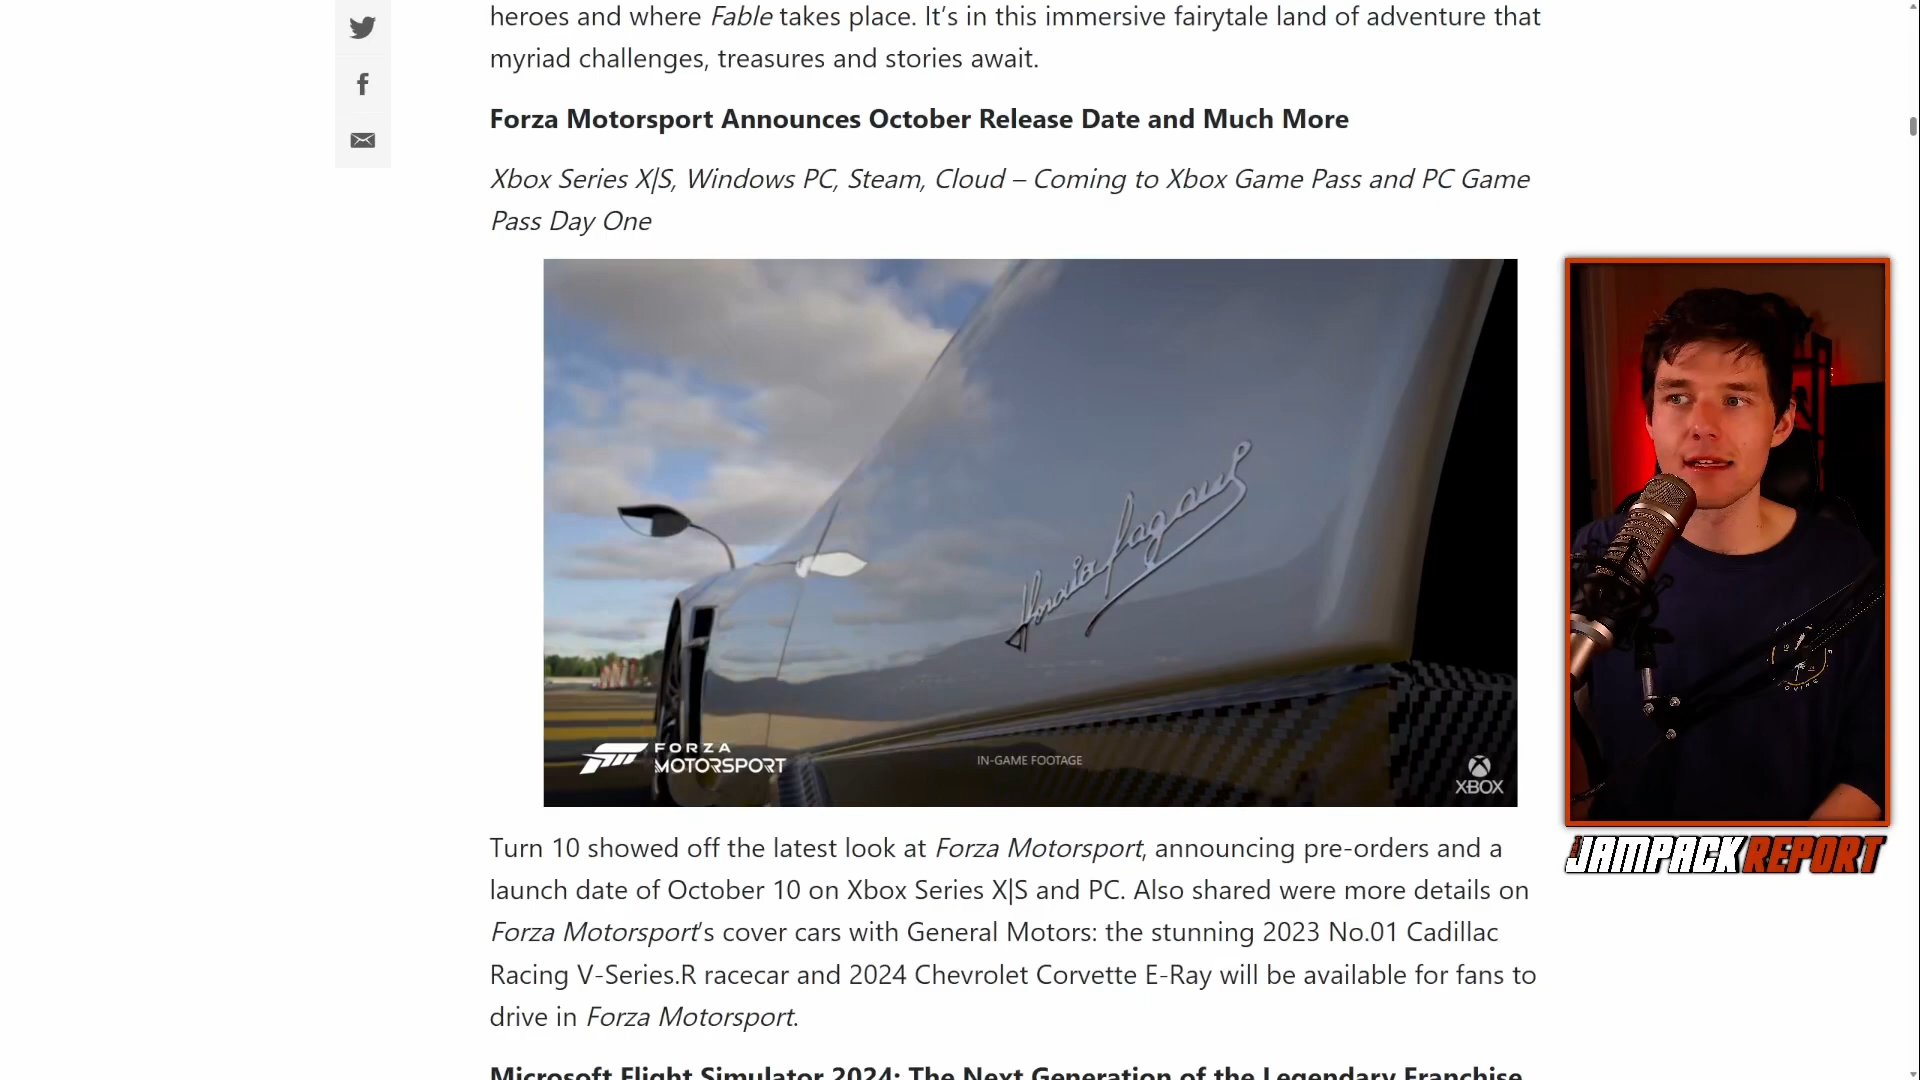 heroes and where Fable takes place. It’s in this immersive fairytale land of adventure that
myriad challenges, treasures and stories await.
Forza Motorsport Announces October Release Date and Much More
Xbox Series X|S, Windows PC, Steam, Cloud – Coming to Xbox Game Pass and PC Game
Pass Day One
Horacio Pagani
FORZA
MOTORSPORT
IN-GAME FOOTAGE
XBOX
JAMPACK REPORT
Turn 10 showed off the latest look at Forza Motorsport, announcing pre-orders and a
launch date of October 10 on Xbox Series X|S and PC. Also shared were more details on
Forza Motorsport’s cover cars with General Motors: the stunning 2023 No.01 Cadillac
Racing V-Series.R racecar and 2024 Chevrolet Corvette E-Ray will be available for fans to
drive in Forza Motorsport.
Microsoft Flight Simulator 2024: The Next Generation of the Legendary Franchise